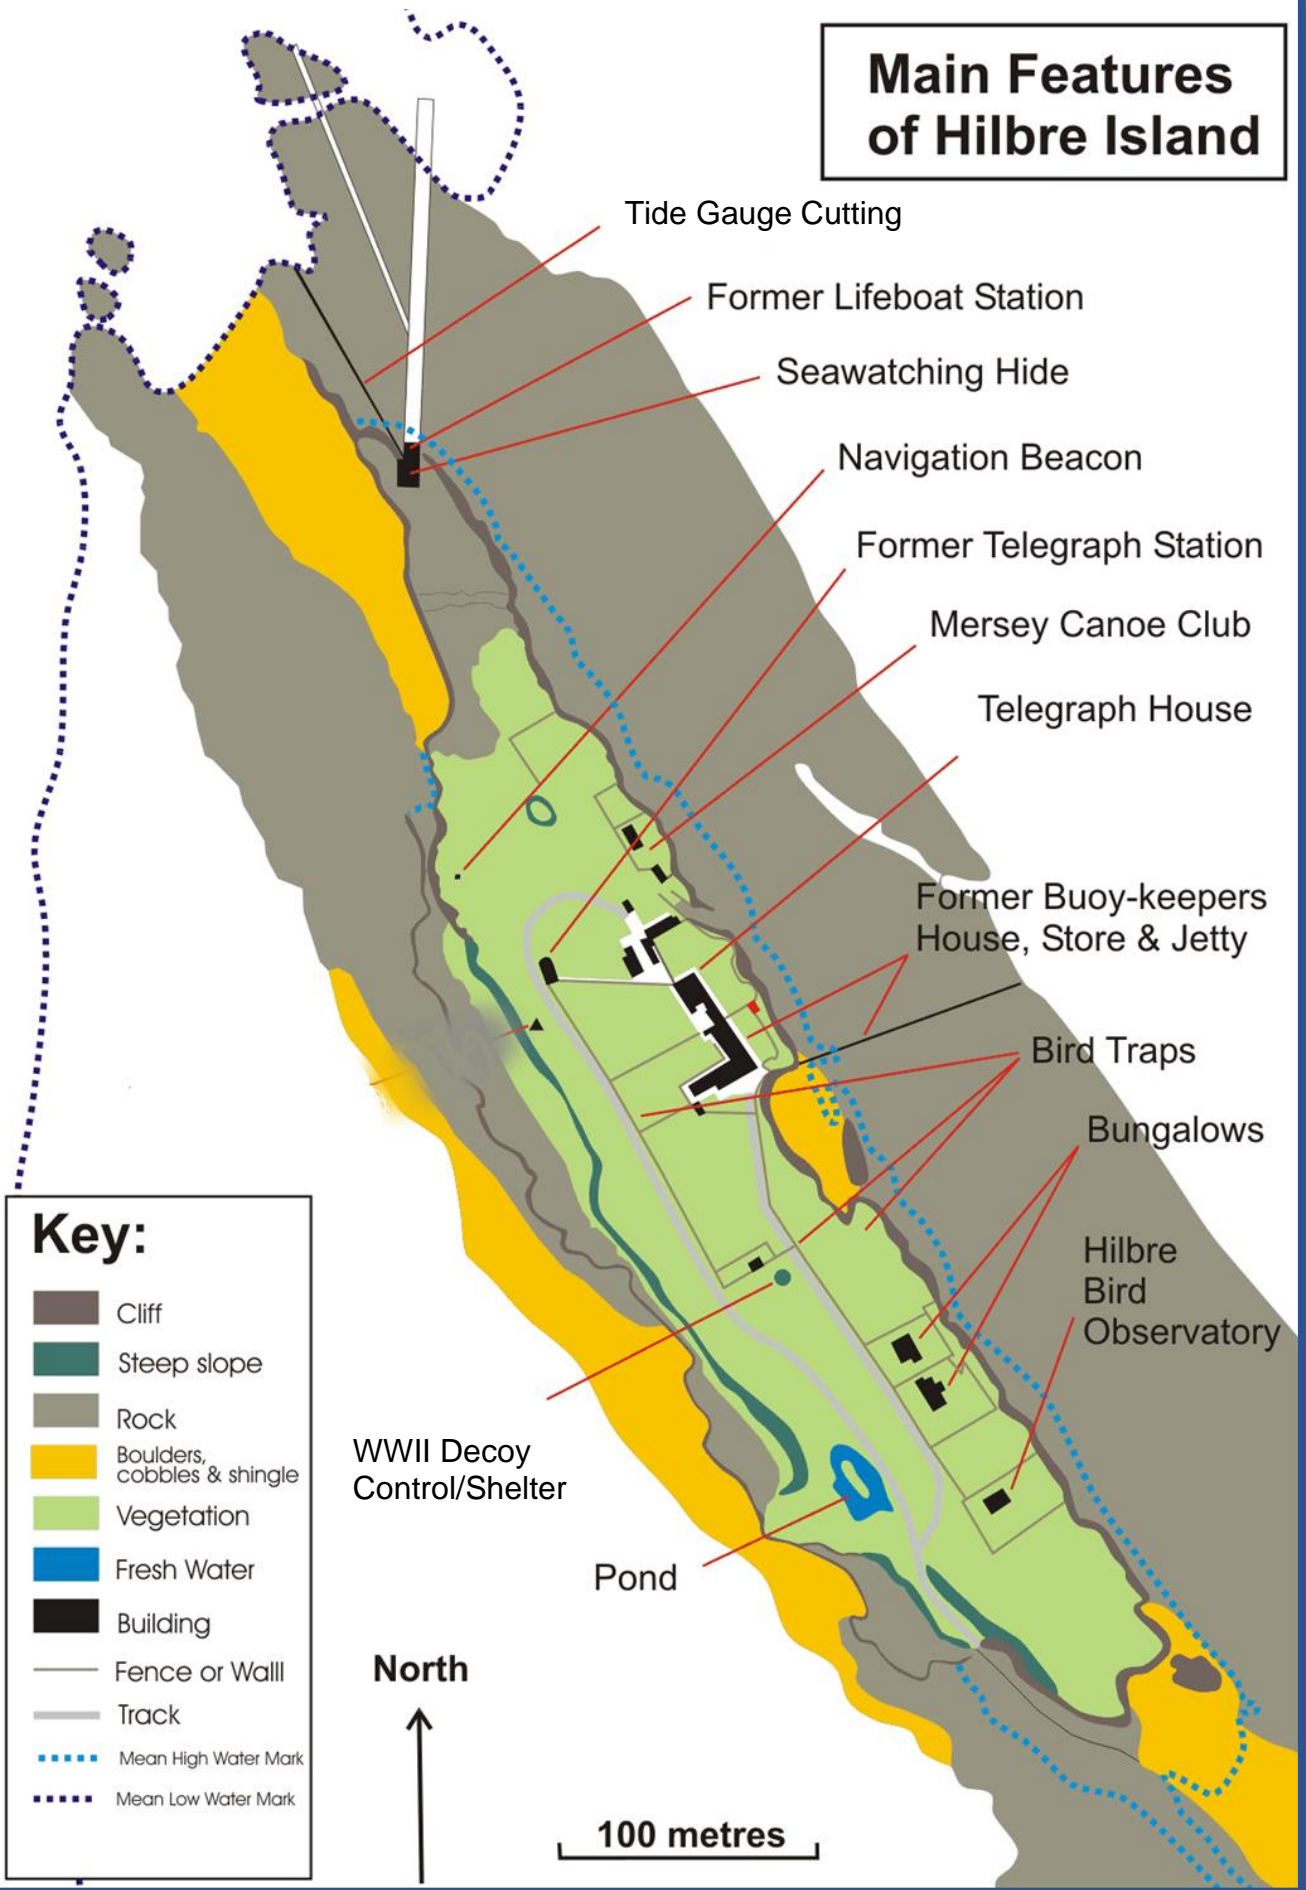 Main Features
of Hilbre Island
Tide Gauge Cutting
Former Lifeboat Station
Seawatching Hide
Navigation Beacon
Former Telegraph Station
Mersey Canoe Club
Telegraph House
Former Buoy-keepers
House, Store & Jetty
Bird Traps
Bungalows
Hilbre
Bird
Observatory
WWII Decoy
Control/Shelter
Pond
Key:
Cliff
Steep slope
Rock
Boulders,
cobbles & shingle
Vegetation
Fresh Water
Building
Fence or Walll
Track
Mean High Water Mark
Mean Low Water Mark
North
100 metres